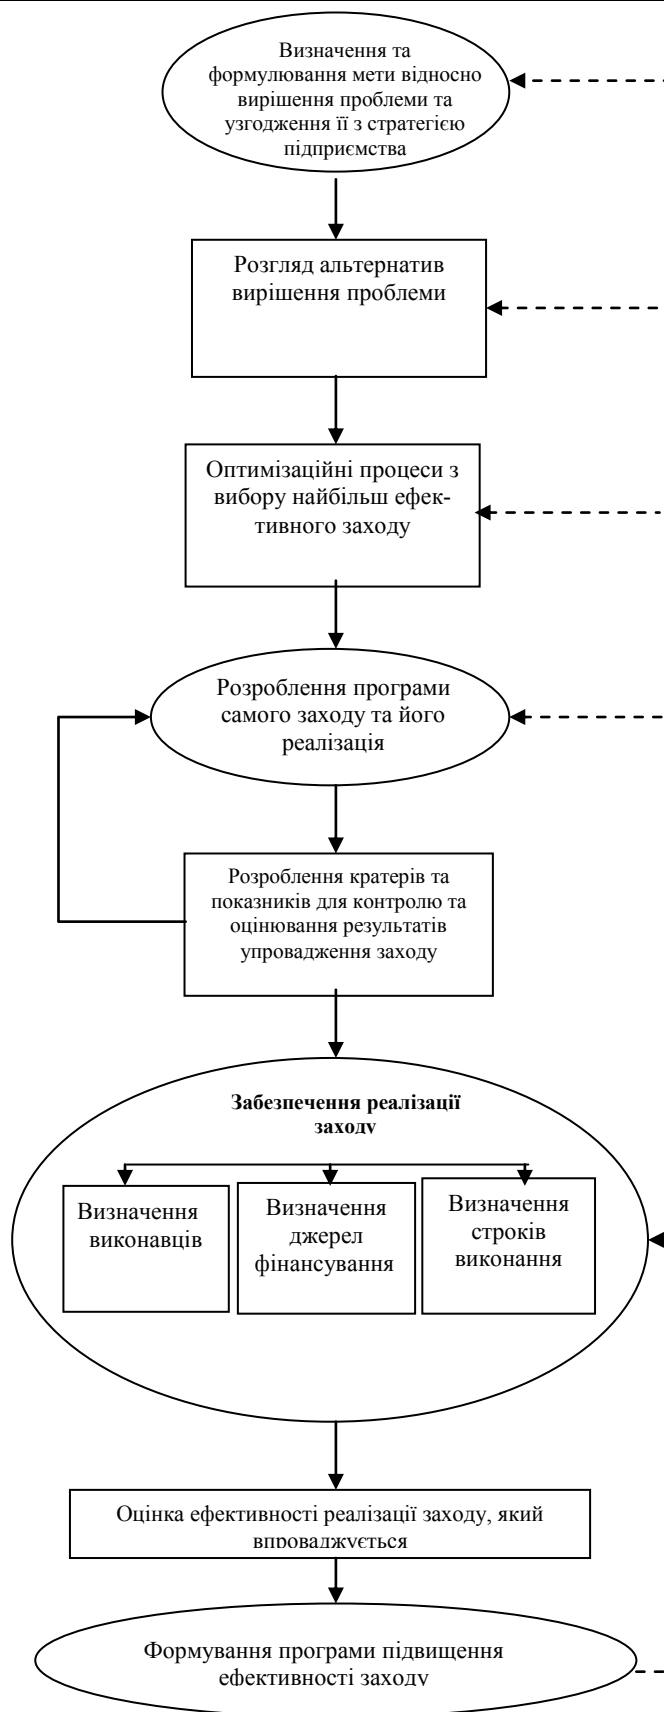 Визначення та
формулювання мети відносно
вирішення проблеми та
узгодження її з стратегією
підприємства
Розгляд альтернатив
вирішення проблеми
Оптимізаційні процеси з
вибору найбільш ефек-
тивного заходу
Розроблення програми
самого заходу та його
реалізація
Розроблення кратерів та
показників для контролю та
оцінювання результатів
упровадження заходу
Забезпечення реалізації
заходу
Визначення
виконавців
Визначення
джерел
фінансування
Визначення
строків
виконання
Оцінка ефективності реалізації заходу, який
впроваджується
Формування програми підвищення
ефективності заходу